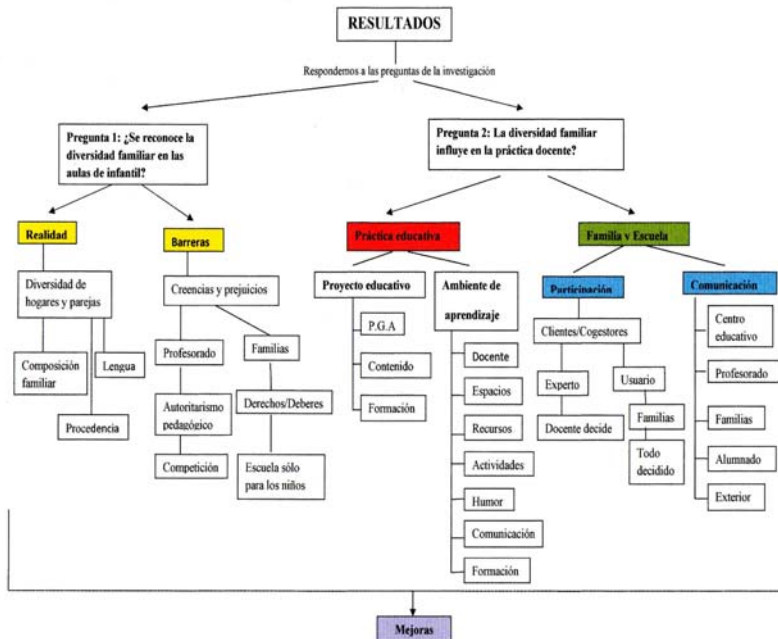 RESULTADOS
Respondemos a las preguntas de la investigación
Pregunta 1: ¿Se reconoce la
diversidad familiar en las
aulas de infantil?
Pregunta 2: La diversidad familiar
influye en la práctica docente?
Realidad
Barreras
Práctica educativa
Familia y Escuela
Diversidad de
hogares y parejas
Creencias y prejuicios
Proyecto educativo
Ambiente de
aprendizaje
Participación
Comunicación
Composición
familiar
Lengua
Procedencia
Profesorado
Autoritarismo
pedagógico
Competición
Familias
Derechos/Deberes
Escuela sólo
para los niños
P.G.A
Contenido
Formación
Docente
Espacios
Recursos
Actividades
Humor
Comunicación
Formación
Clientes/Cogestores
Experto
Docente decide
Usuario
Familias
Todo
decidido
Centro
educativo
Profesorado
Familias
Alumnado
Exterior
Mejoras